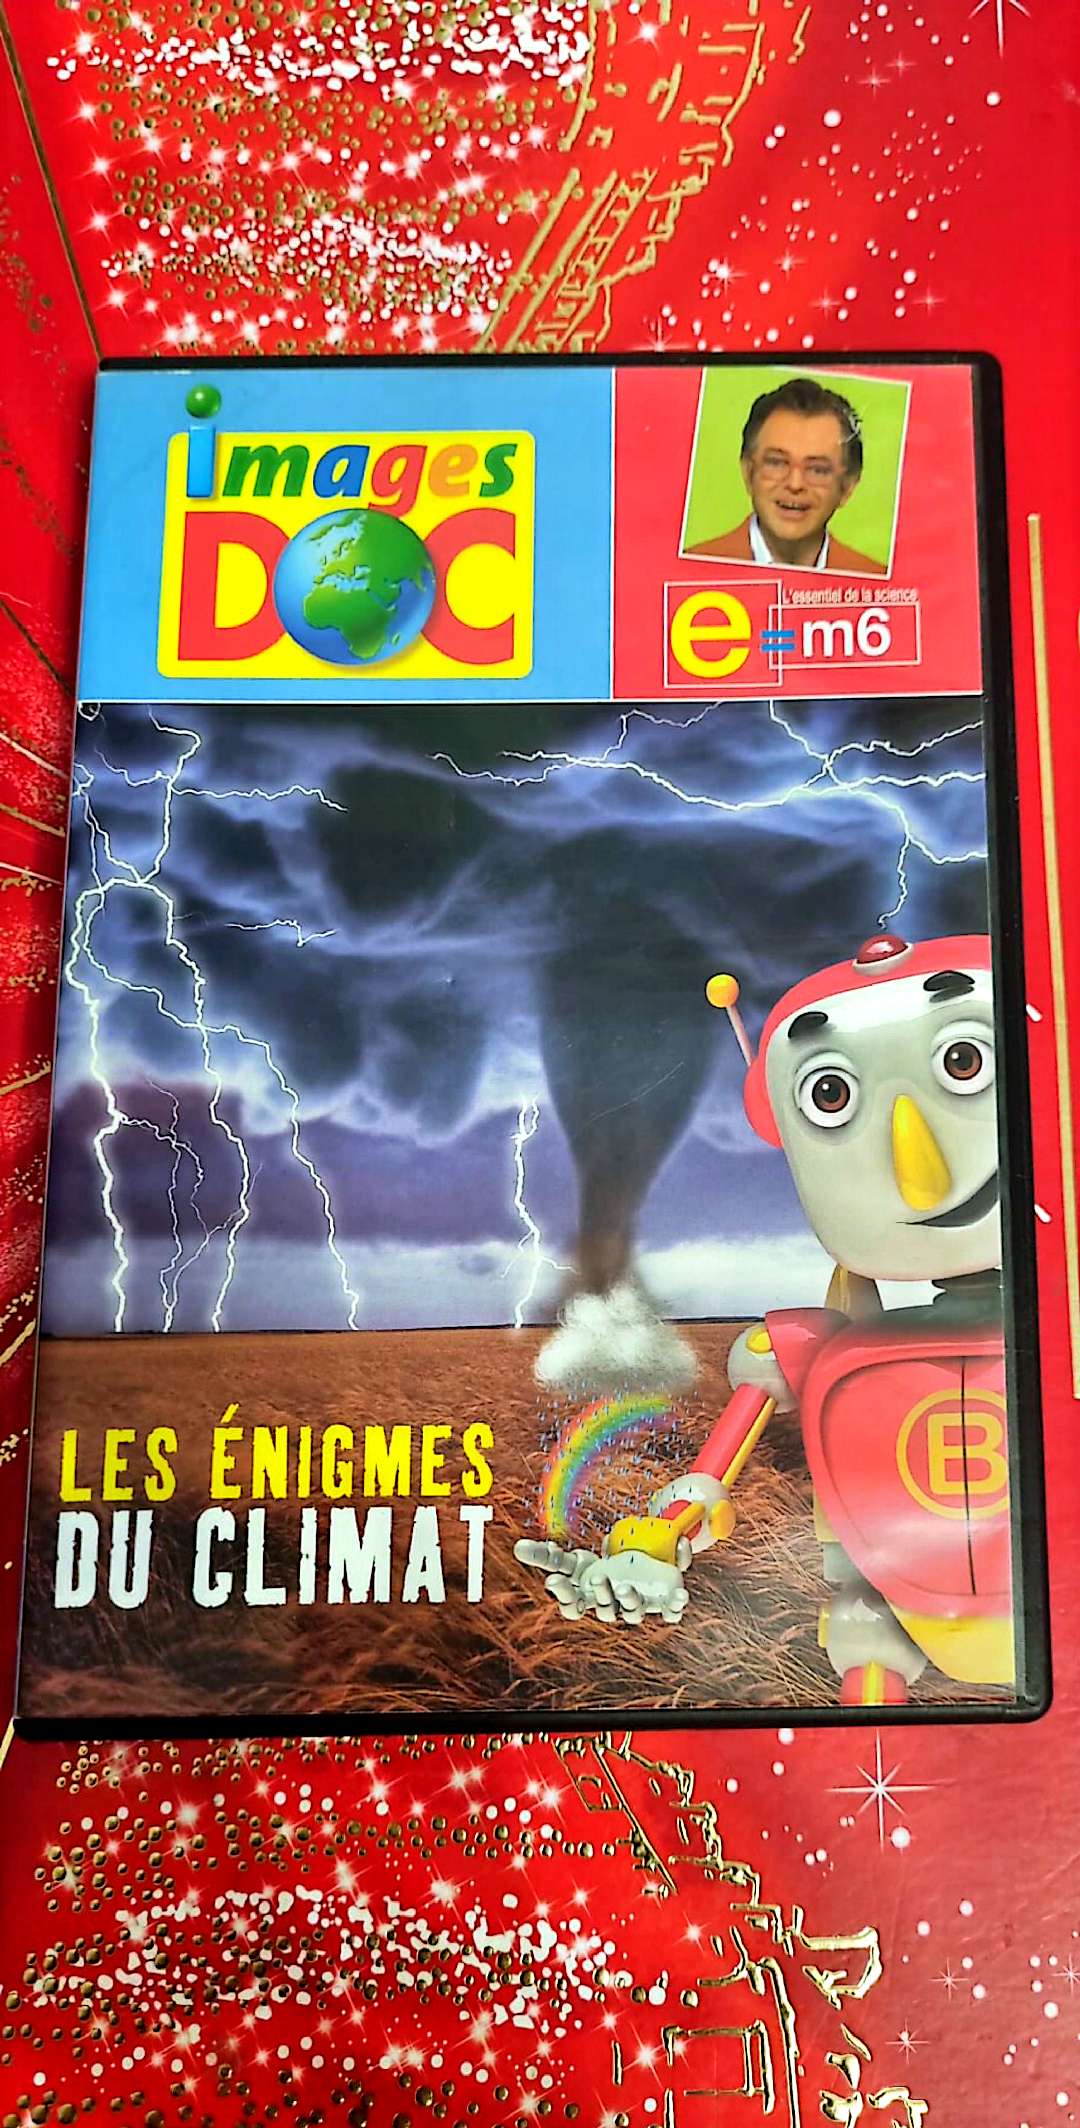 images
DOC
L'essentiel de la science
e=m6
LES ÉNIGMES
DU CLIMAT
B